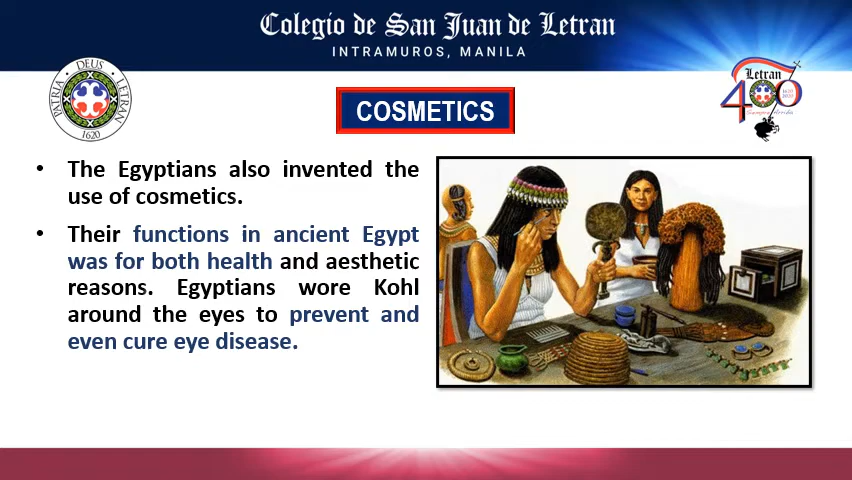 Colegio de San Juan de Letran
INTRAMUROS, MANILA
DEUS
PATRIA
LETRAN
1620
Letran
400
COSMETICS
• The Egyptians also invented the
use of cosmetics.
• Their functions in ancient Egypt
was for both health and aesthetic
reasons. Egyptians wore Kohl
around the eyes to prevent and
even cure eye disease.